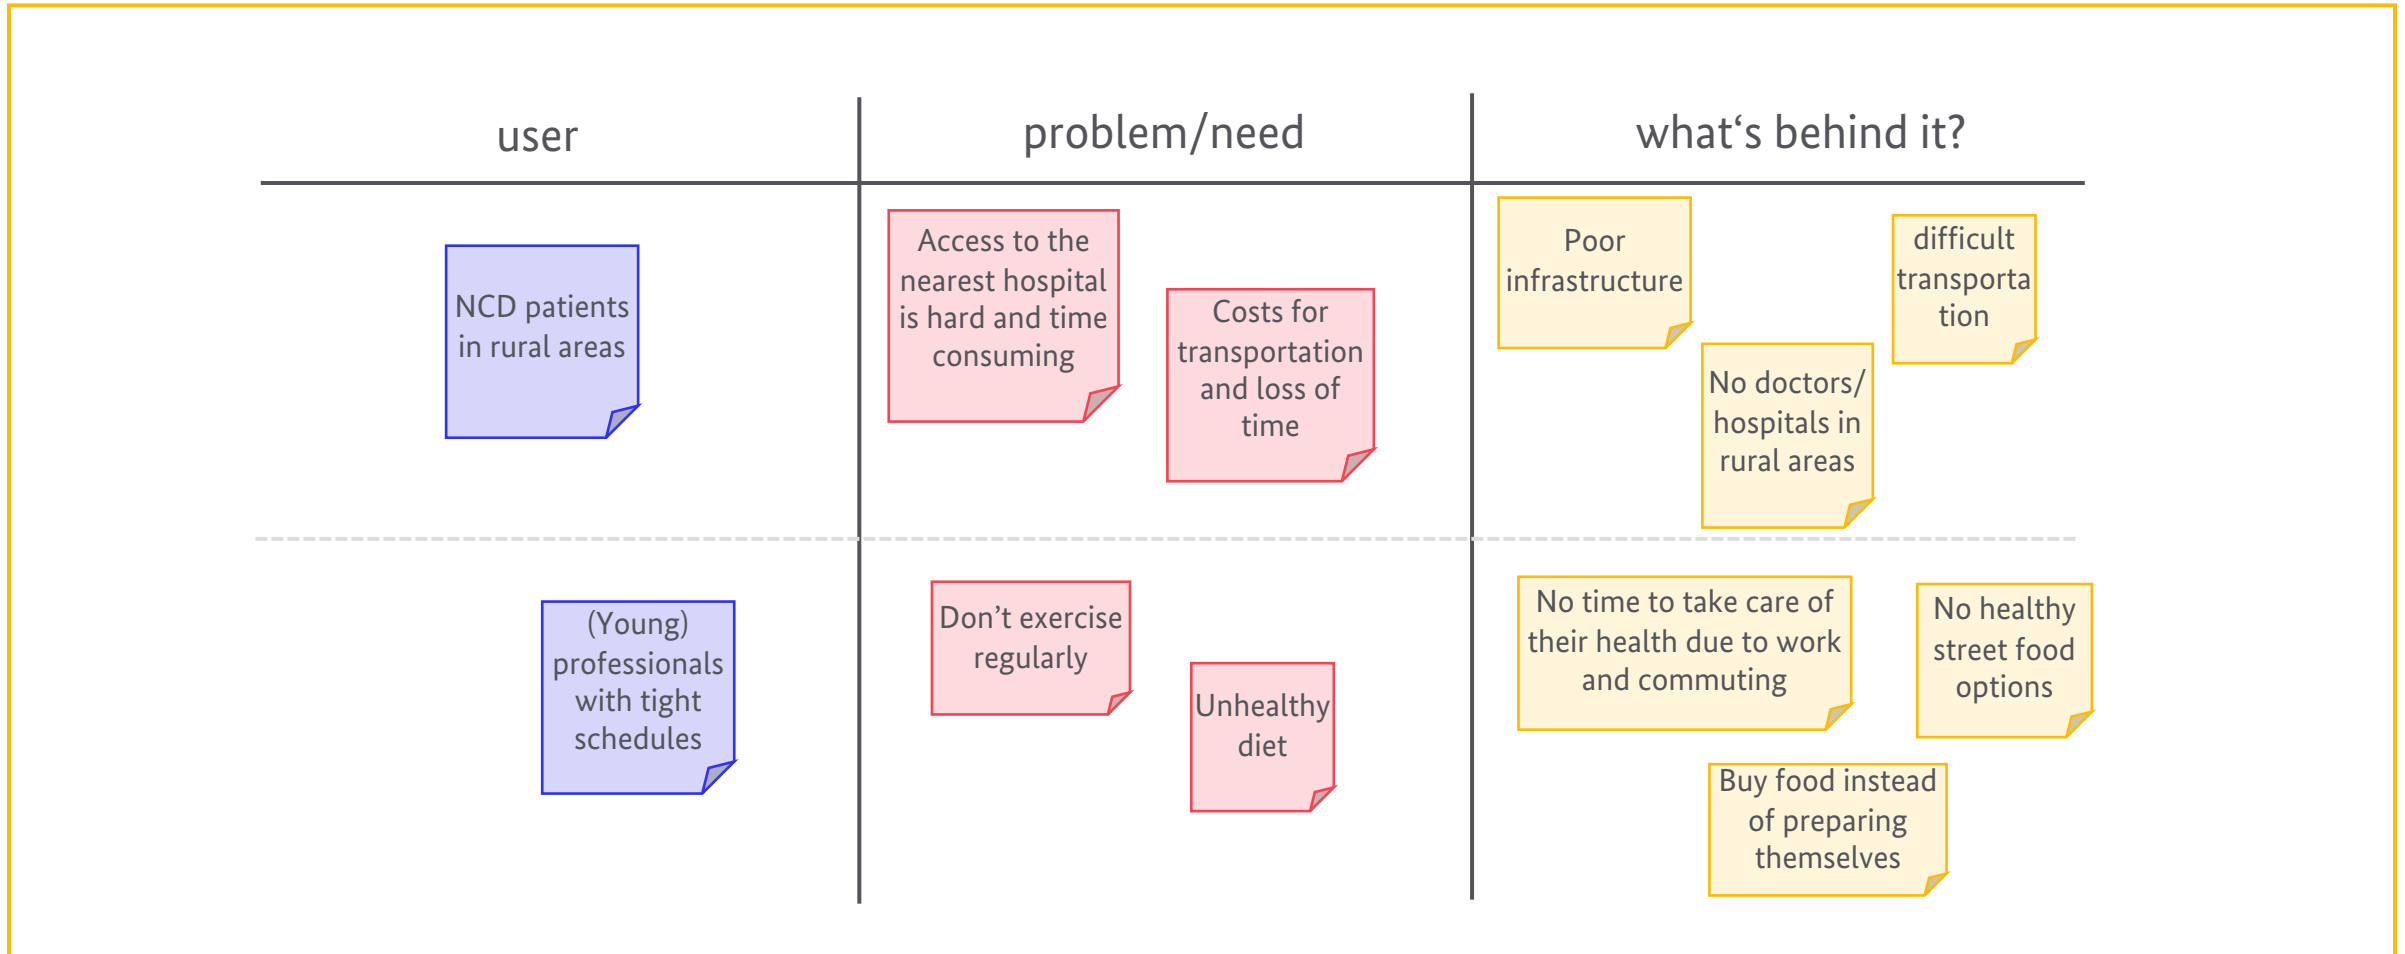 user
problem/need
what‘s behind it?
NCD patients
in rural areas
Access to the
nearest hospital
is hard and time
consuming
Costs for
transportation
and loss of
time
Poor
infrastructure
No doctors/
hospitals in
rural areas
difficult
transporta
tion
(Young)
professionals
with tight
schedules
Don’t exercise
regularly
Unhealthy
diet
No time to take care of
their health due to work
and commuting
No healthy
street food
options
Buy food instead
of preparing
themselves